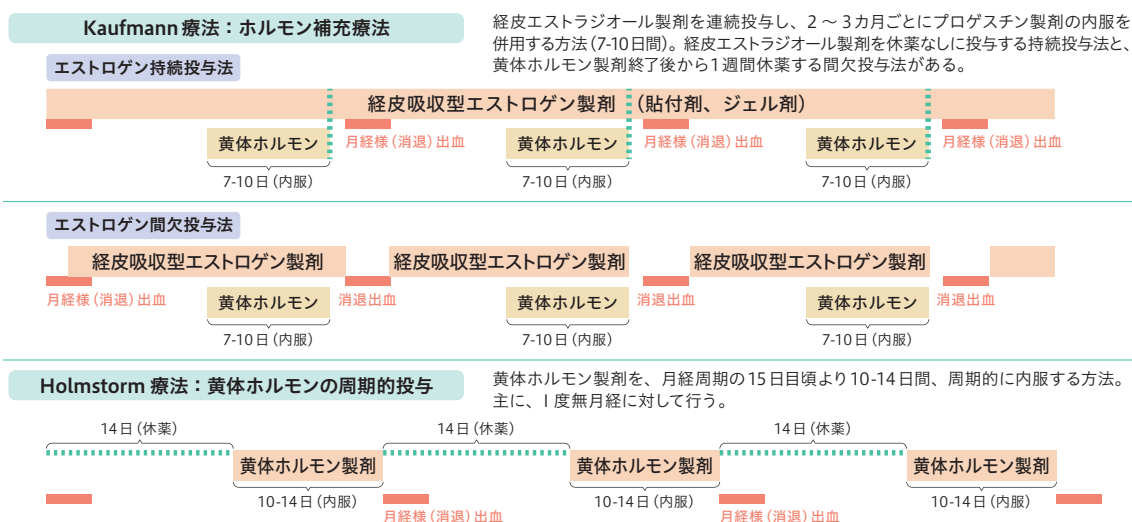 Kaufmann 療法：ホルモン補充療法
経皮エストラジオール製剤を連続投与し、2～3カ月ごとにプロゲスチン製剤の内服を
併用する方法（7-10日間）。経皮エストラジオール製剤を休薬なしに投与する持続投与法と、
黄体ホルモン製剤終了後から1週間休薬する間欠投与法がある。
エストロゲン持続投与法
経皮吸収型エストロゲン製剤（貼付剤、ジェル剤）
黄体ホルモン 月経様（消退）出血 黄体ホルモン 月経様（消退）出血 黄体ホルモン 月経様（消退）出血
7-10日（内服） 7-10日（内服） 7-10日（内服）
エストロゲン間欠投与法
経皮吸収型エストロゲン製剤 経皮吸収型エストロゲン製剤 経皮吸収型エストロゲン製剤
月経様（消退）出血 黄体ホルモン 消退出血 黄体ホルモン 消退出血 黄体ホルモン 消退出血
7-10日（内服） 7-10日（内服） 7-10日（内服）
Holmstorm 療法：黄体ホルモンの周期的投与
黄体ホルモン製剤を、月経周期の15日目頃より10-14日間、周期的に内服する方法。
主に、I度無月経に対して行う。
14日（休薬） 14日（休薬） 14日（休薬）
黄体ホルモン製剤 黄体ホルモン製剤 黄体ホルモン製剤
10-14日（内服） 10-14日（内服） 10-14日（内服）
月経様（消退）出血 月経様（消退）出血